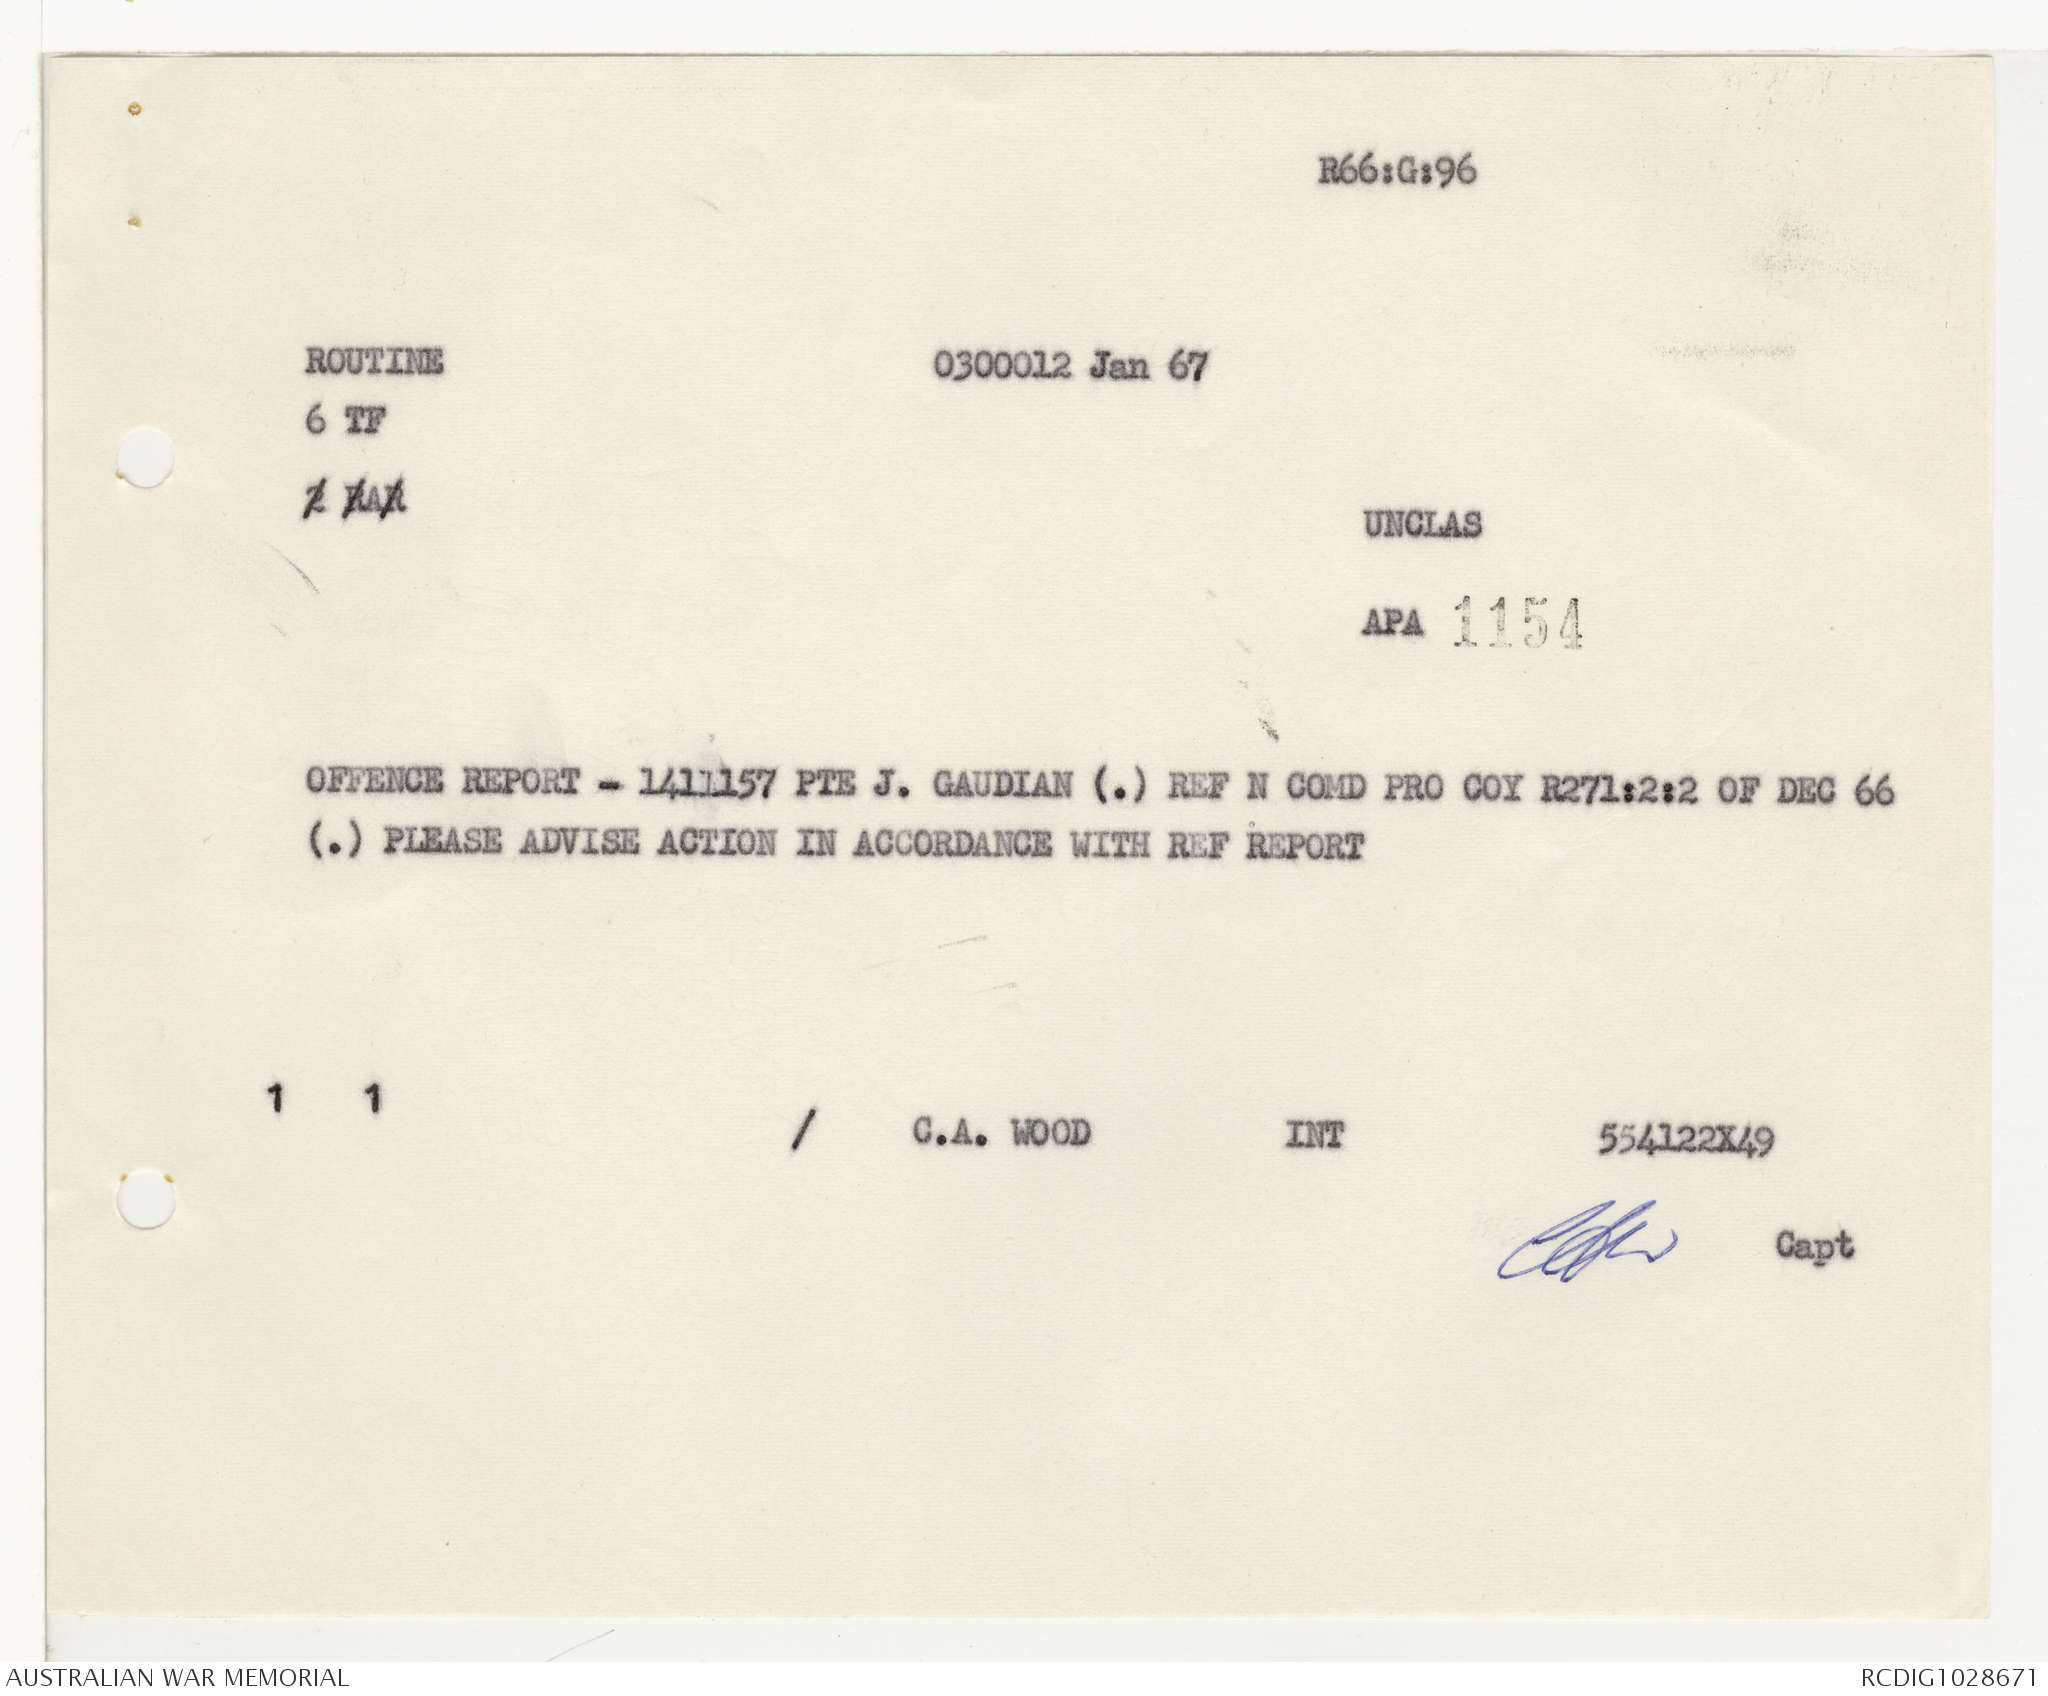 R66:G:96
ROUTINE 0300012 Jan 67
6 TF
2 RAR
UNCLAS
APA 1154
OFFENCE REPORT - 1411157 PTE J. GAUDIAN (.) REF N COMD PRO COY R271:2:2 OF DEC 66
(.) PLEASE ADVISE ACTION IN ACCORDANCE WITH REF REPORT
1 1
/ C.A. WOOD INT 554122X49
Capt
AUSTRALIAN WAR MEMORIAL RCDIG1028671